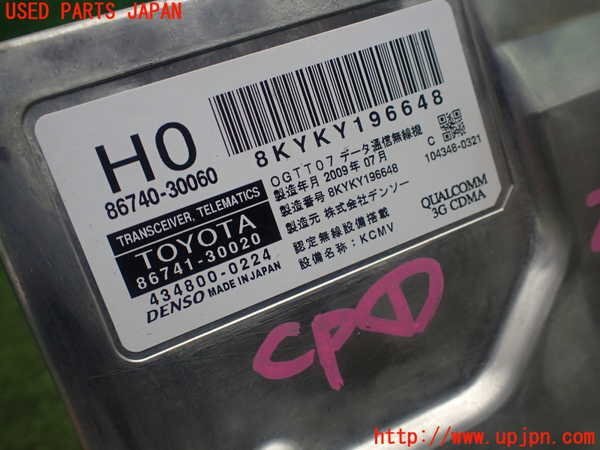 USED PARTS JAPAN
H0
86740-30060
TRANSCEIVER, TELEMATICS
TOYOTA
86741-30020
434800-0224
DENSO MADE IN JAPAN
8KYKY196648
OGTT07 データ通信無線機
製造年月 2009年 07月
製造番号 8KYKY196648
製造元 株式会社デンソー
認定無線設備搭載
設備名称：KCMV
C
104348-0321
QUALCOMM
3G CDMA
CPⒾ
http://www.upjpn.com/